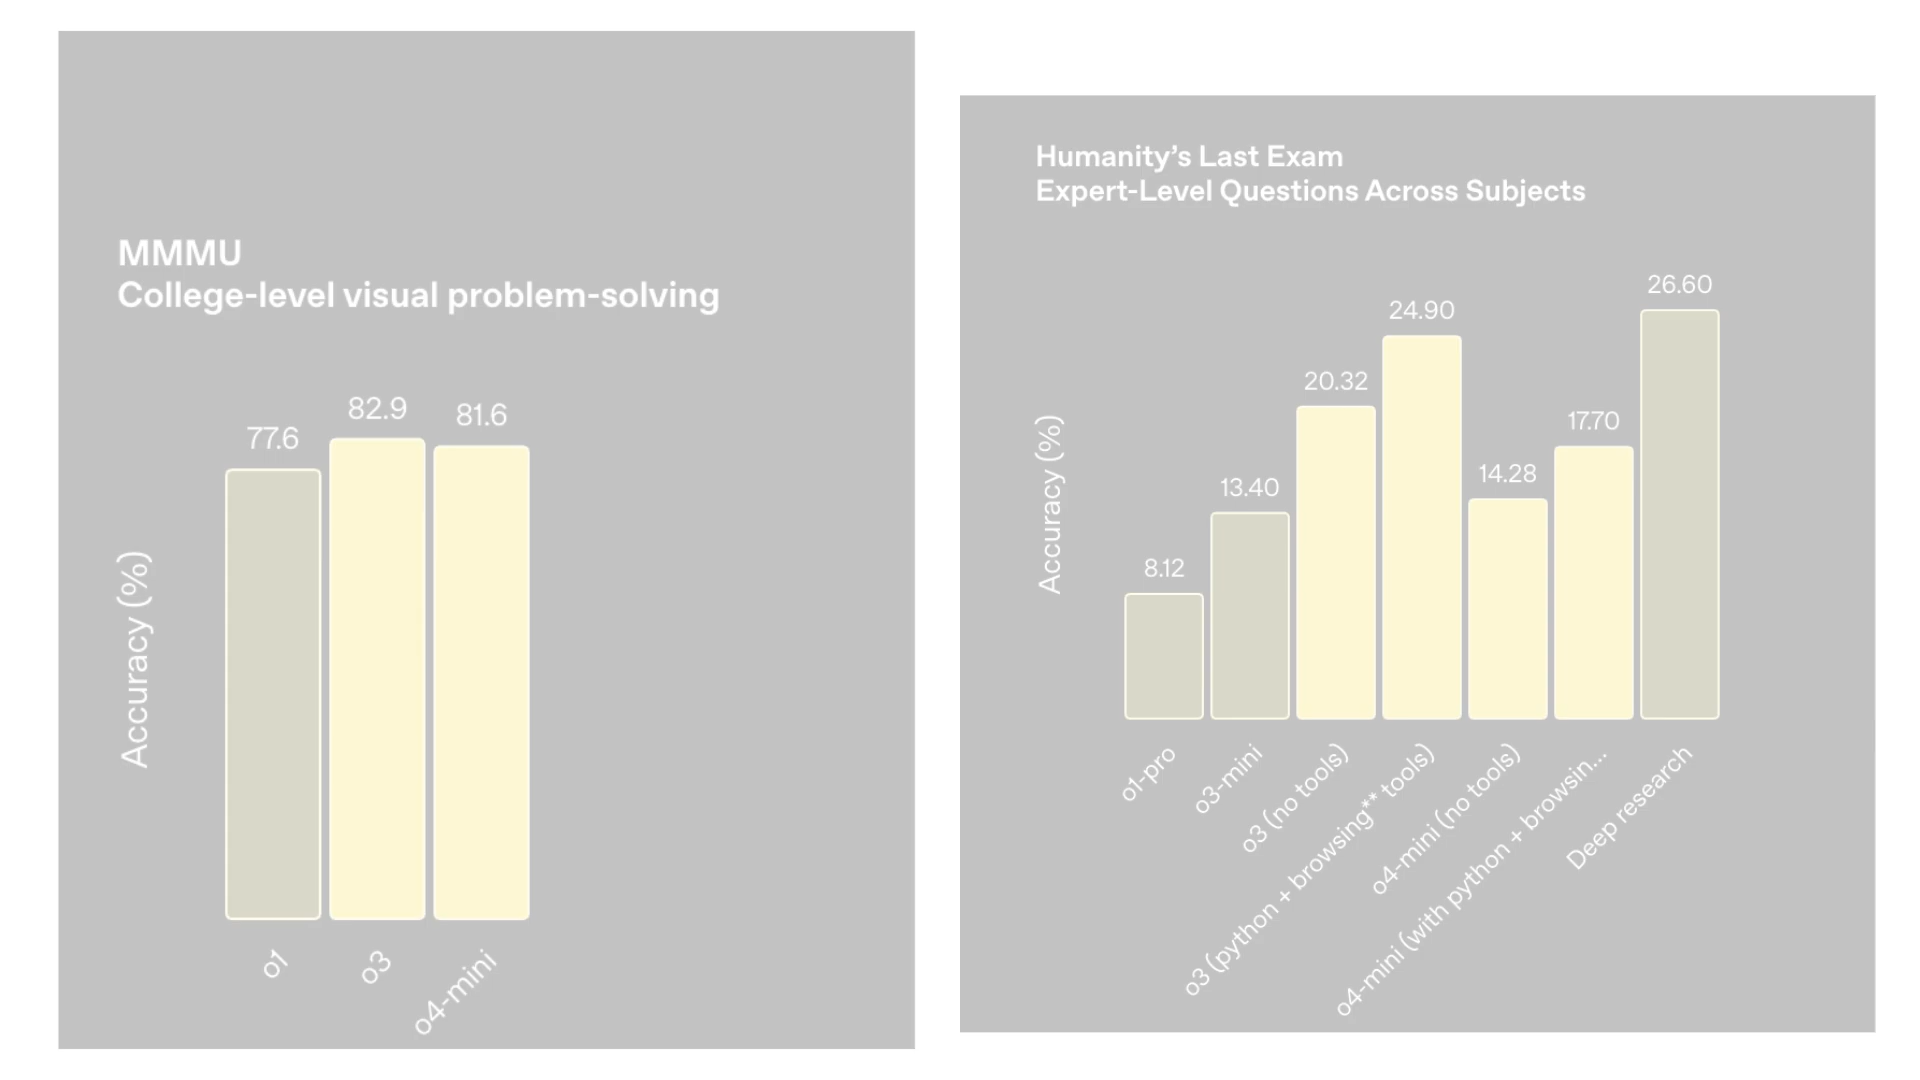 MMMU
College-level visual problem-solving
Accuracy (%)
77.6
82.9
81.6
o1
o3
o4-mini
Humanity’s Last Exam
Expert-Level Questions Across Subjects
Accuracy (%)
8.12
13.40
20.32
24.90
14.28
17.70
26.60
o1-pro
o3-mini
o3 (no tools)
o3 (python + browsing** tools)
o4-mini (no tools)
o4-mini (with python + browsin...
Deep research